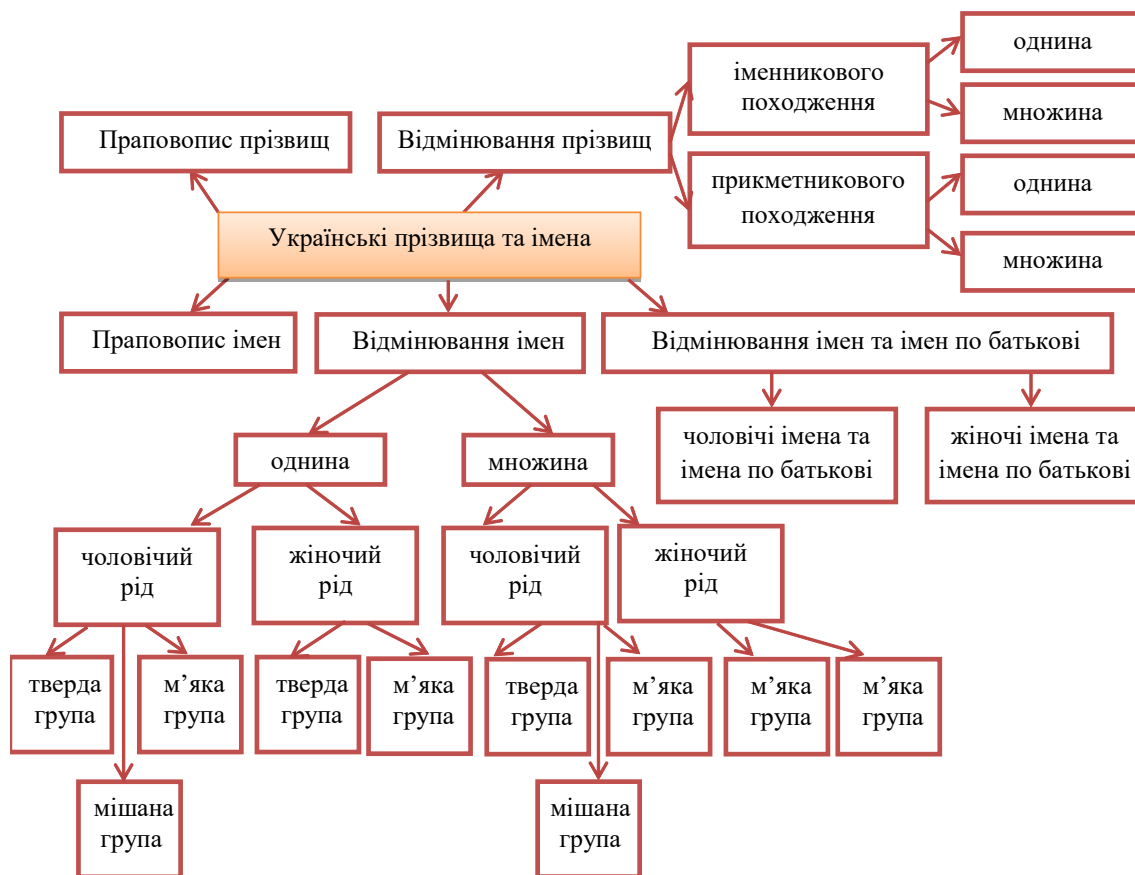 однина
іменникового
походження
множина
Праповопис прізвищ
Відмінювання прізвищ
прикметникового
походження
однина
множина
Українські прізвища та імена
Праповопис імен
Відмінювання імен
Відмінювання імен та імен по батькові
чоловічі імена та
імена по батькові
жіночі імена та
імена по батькові
однина
множина
чоловічий
рід
жіночий
рід
чоловічий
рід
жіночий
рід
тверда
група
м’яка
група
тверда
група
м’яка
група
тверда
група
м’яка
група
м’яка
група
м’яка
група
мішана
група
мішана
група